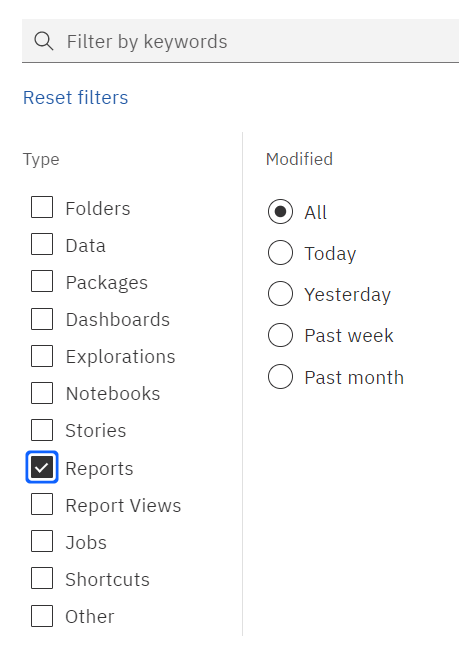 Filter by keywords
Reset filters
Type
Folders
Data
Packages
Dashboards
Explorations
Notebooks
Stories
Reports
Report Views
Jobs
Shortcuts
Other
Modified
All
Today
Yesterday
Past week
Past month